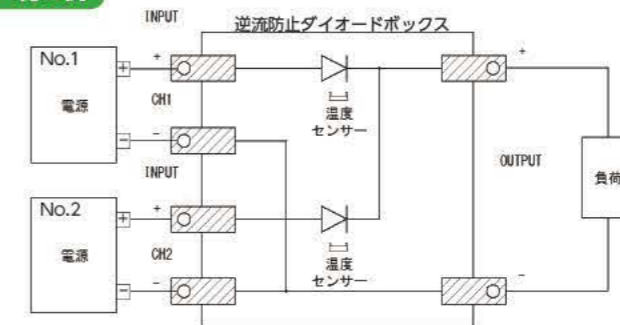 INPUT
逆流防止ダイオードボックス
No.1
電源
+
-
+
-
CH1
温度
センサー
+
OUTPUT
負荷
INPUT
No.2
電源
+
-
+
-
CH2
温度
センサー
-